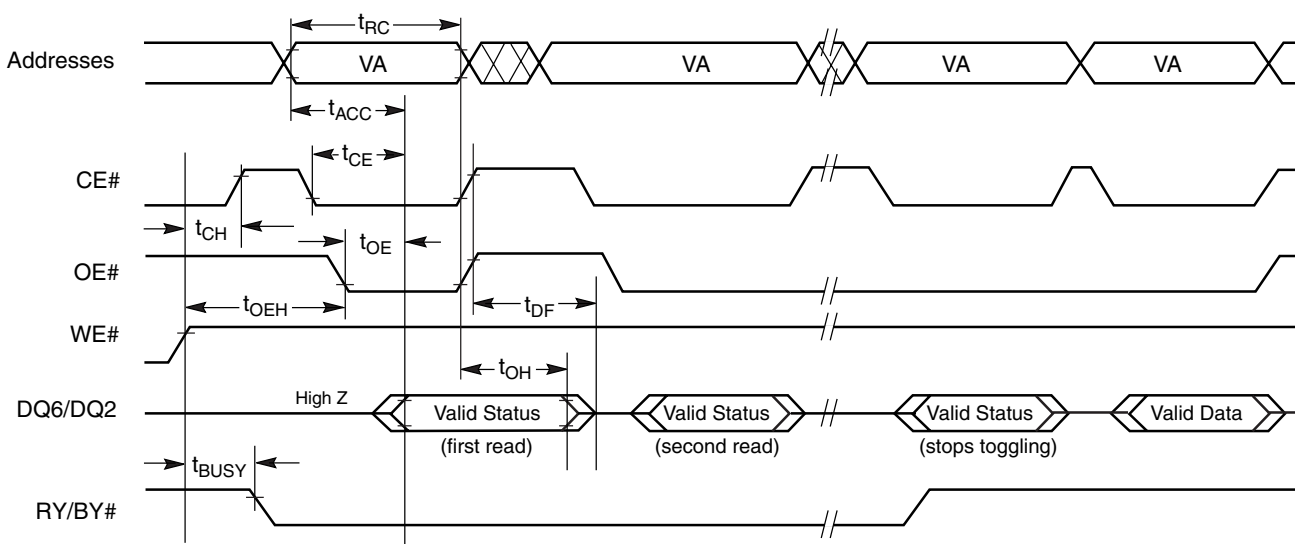 tRC
Addresses VA VA VA VA
tACC
tCE
CE#
tCH tOE
OE#
tOEH tDF
WE#
tOH
High Z
DQ6/DQ2 Valid Status Valid Status Valid Status Valid Data
(first read) (second read) (stops toggling)
tBUSY
RY/BY#